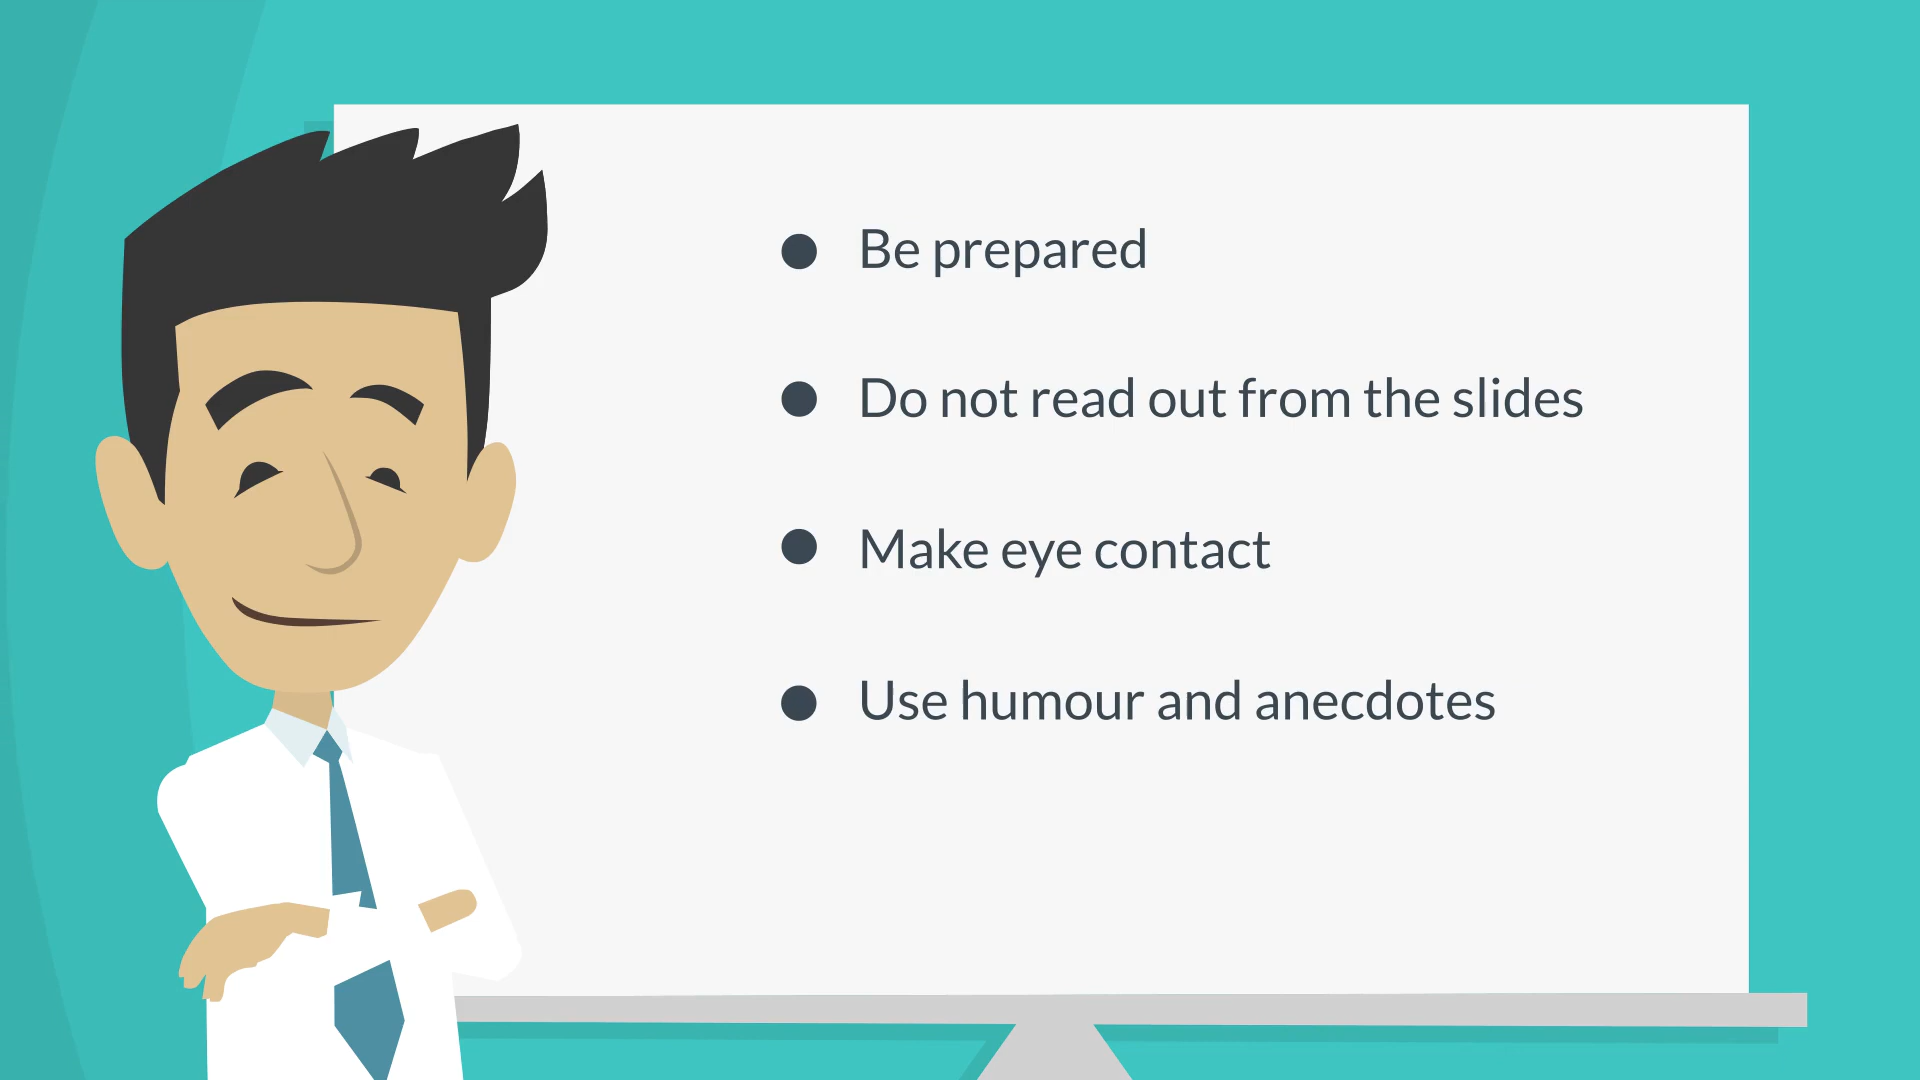 Be prepared
Do not read out from the slides
Make eye contact
Use humour and anecdotes